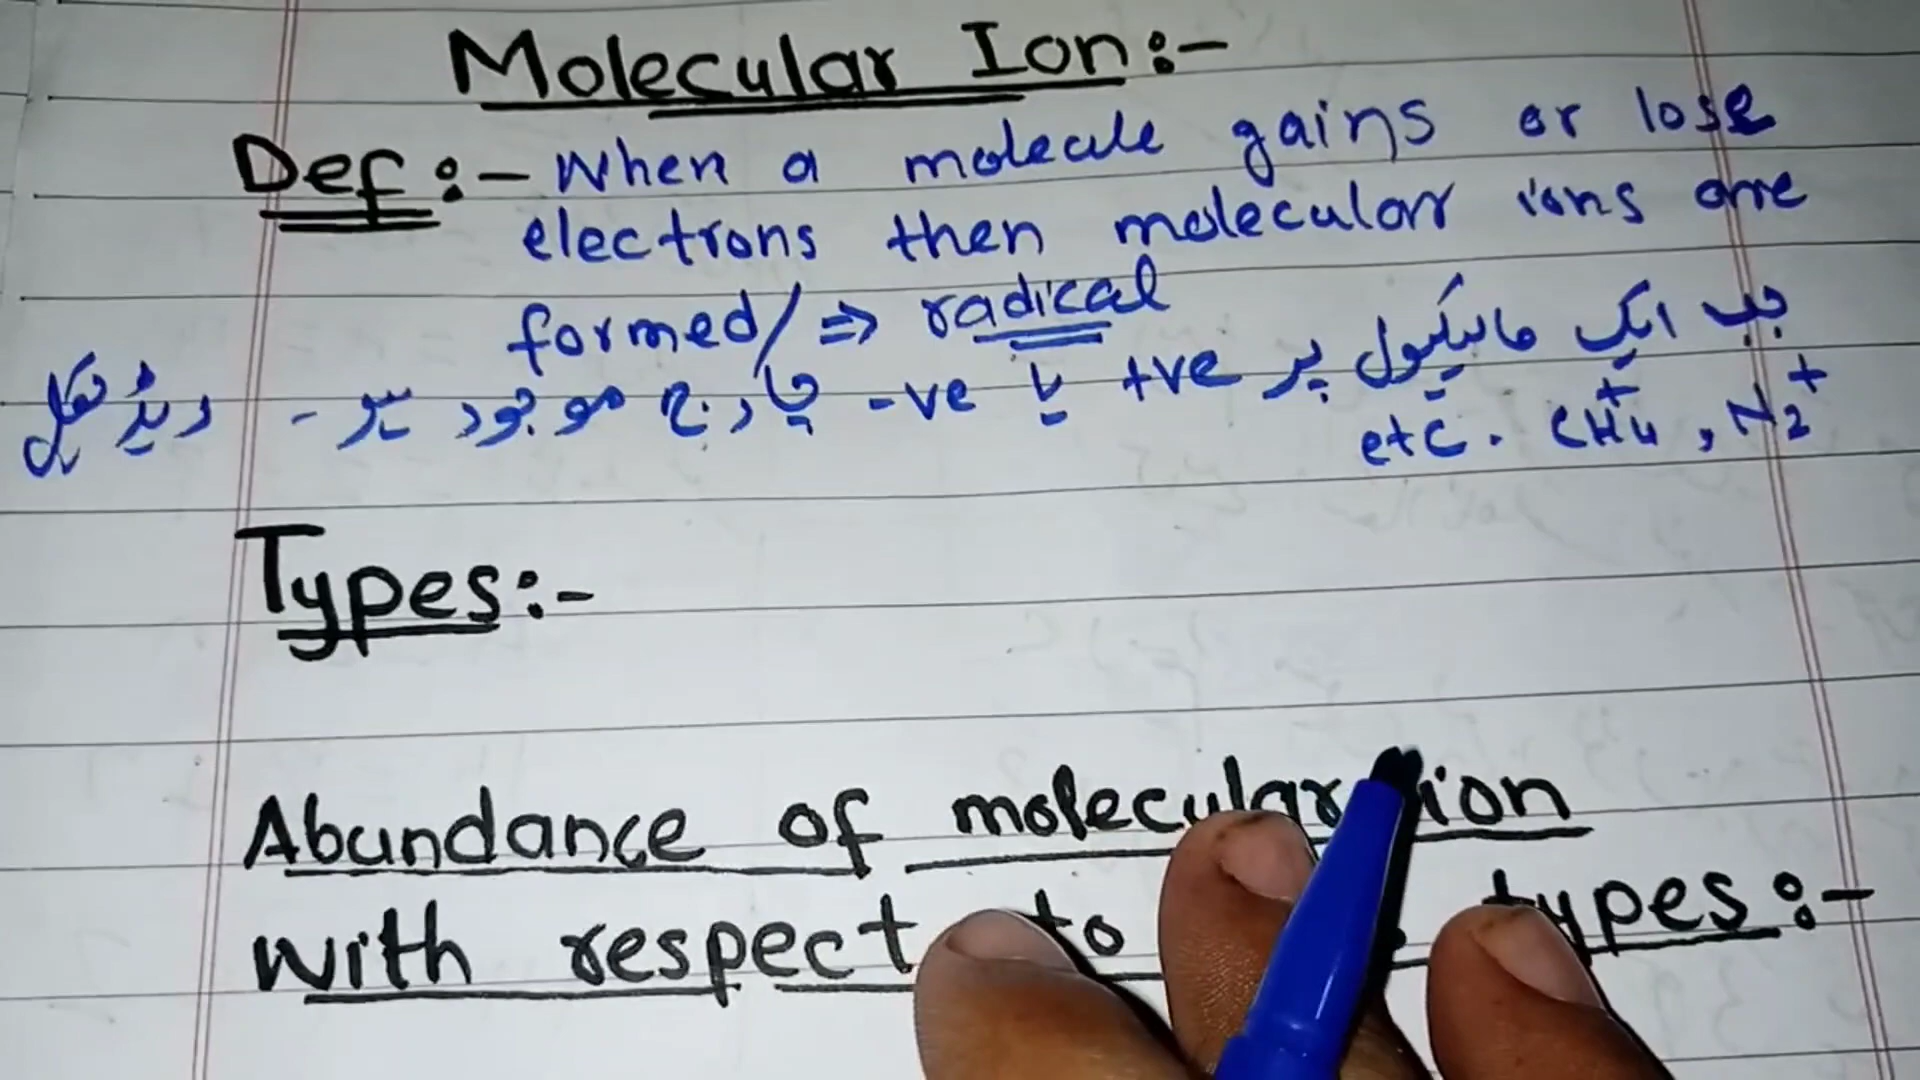 Molecular Ion:-
Def:- When a molecule gains or lose
electrons then molecular ions are
formed/ => radical
جب ایک مالیکیول پر +ve یا -ve چارج موجود ہو - ریڈیکل
CH4+ , N2+ etc.
Types:-
Abundance of molecular ion
with respect to types:-